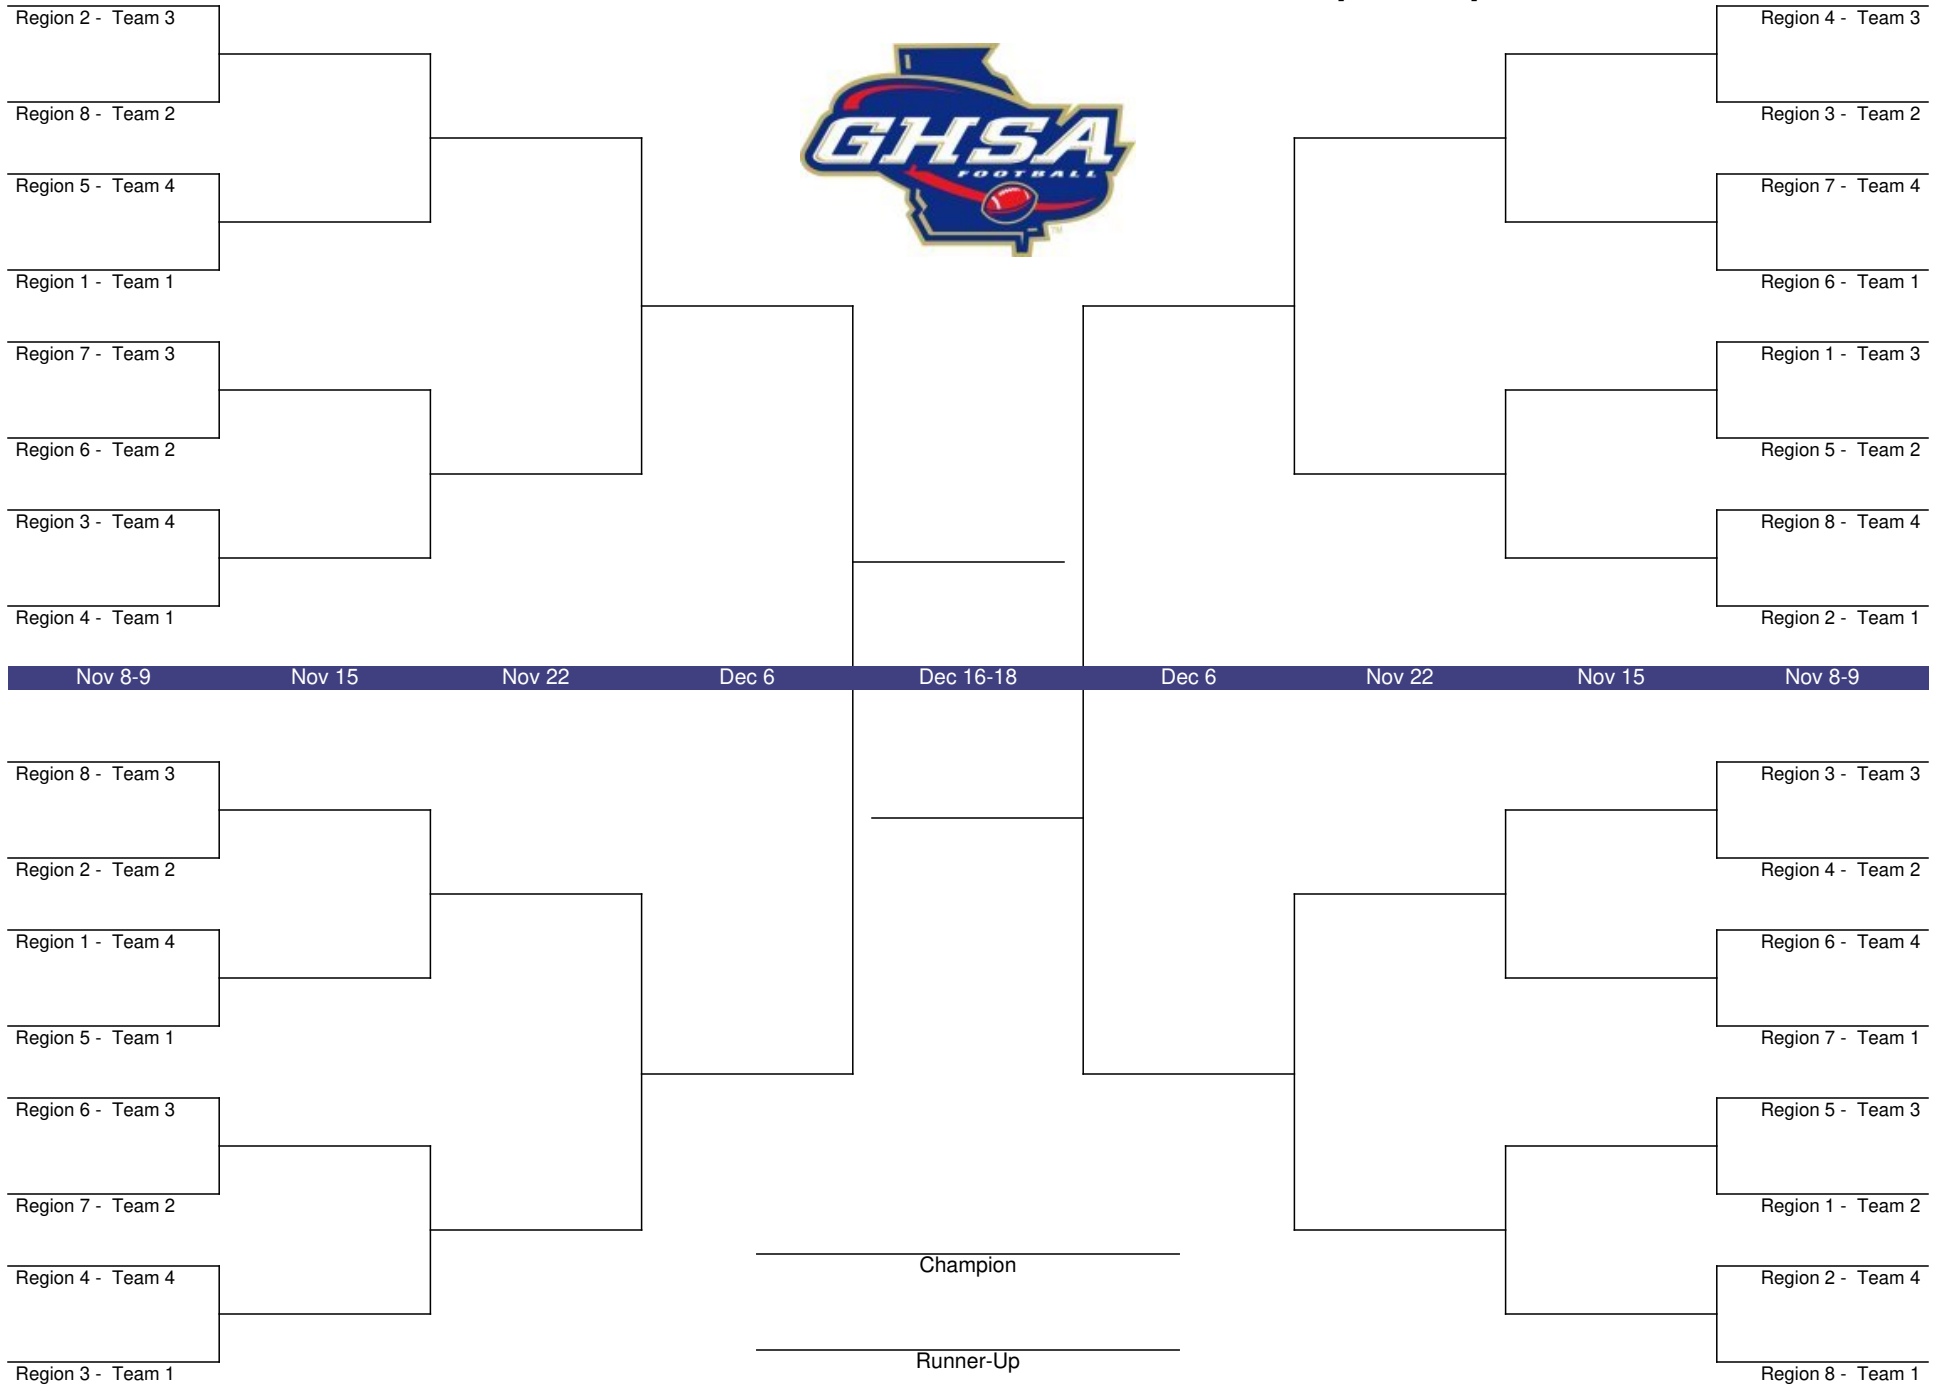 Region 2 - Team 3
Region 8 - Team 2
Region 5 - Team 4
Region 1 - Team 1
Region 7 - Team 3
Region 6 - Team 2
Region 3 - Team 4
Region 4 - Team 1
GHSA
FOOTBALL
TM
Region 4 - Team 3
Region 3 - Team 2
Region 7 - Team 4
Region 6 - Team 1
Region 1 - Team 3
Region 5 - Team 2
Region 8 - Team 4
Region 2 - Team 1
Nov 8-9 Nov 15 Nov 22 Dec 6 Dec 16-18 Dec 6 Nov 22 Nov 15 Nov 8-9
Region 8 - Team 3
Region 2 - Team 2
Region 1 - Team 4
Region 5 - Team 1
Region 6 - Team 3
Region 7 - Team 2
Region 4 - Team 4
Region 3 - Team 1
Champion
Runner-Up
Region 3 - Team 3
Region 4 - Team 2
Region 6 - Team 4
Region 7 - Team 1
Region 5 - Team 3
Region 1 - Team 2
Region 2 - Team 4
Region 8 - Team 1